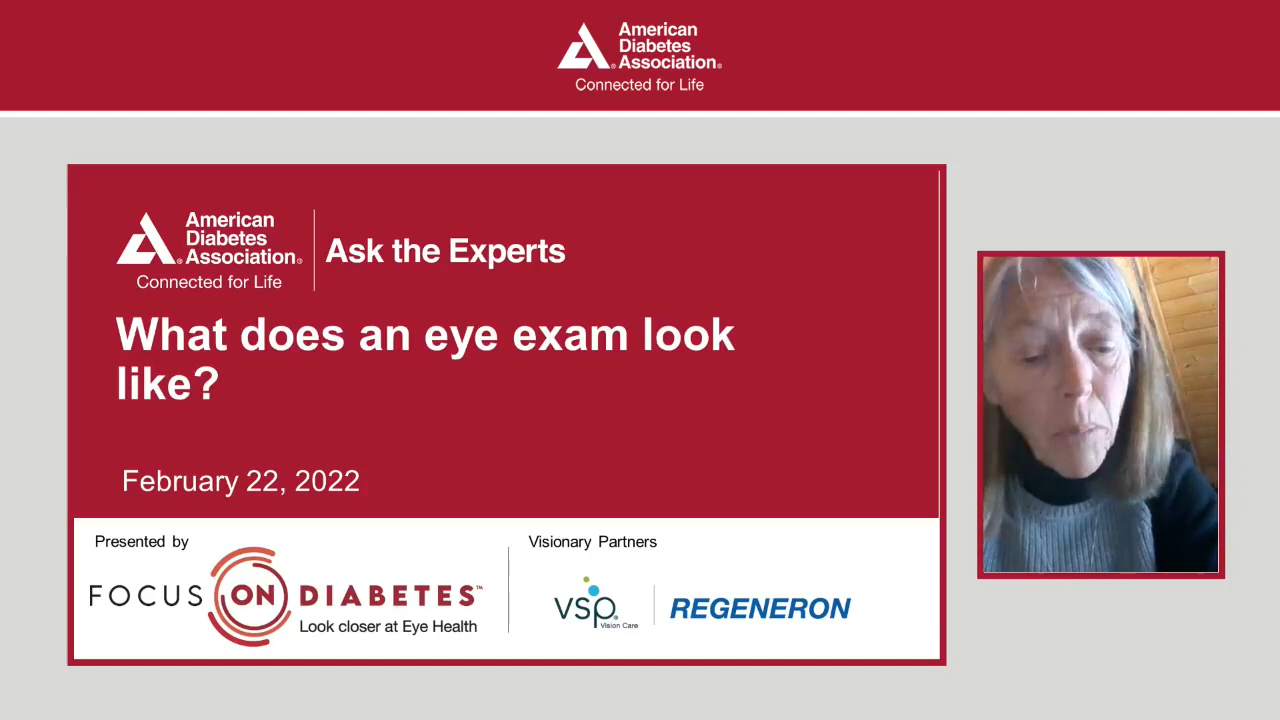 American
Diabetes
Association®
Connected for Life
American
Diabetes
Association®
Connected for Life
Ask the Experts
What does an eye exam look
like?
February 22, 2022
Presented by
FOCUS ON DIABETES™
Look closer at Eye Health
Visionary Partners
vsp®
Vision Care
REGENERON